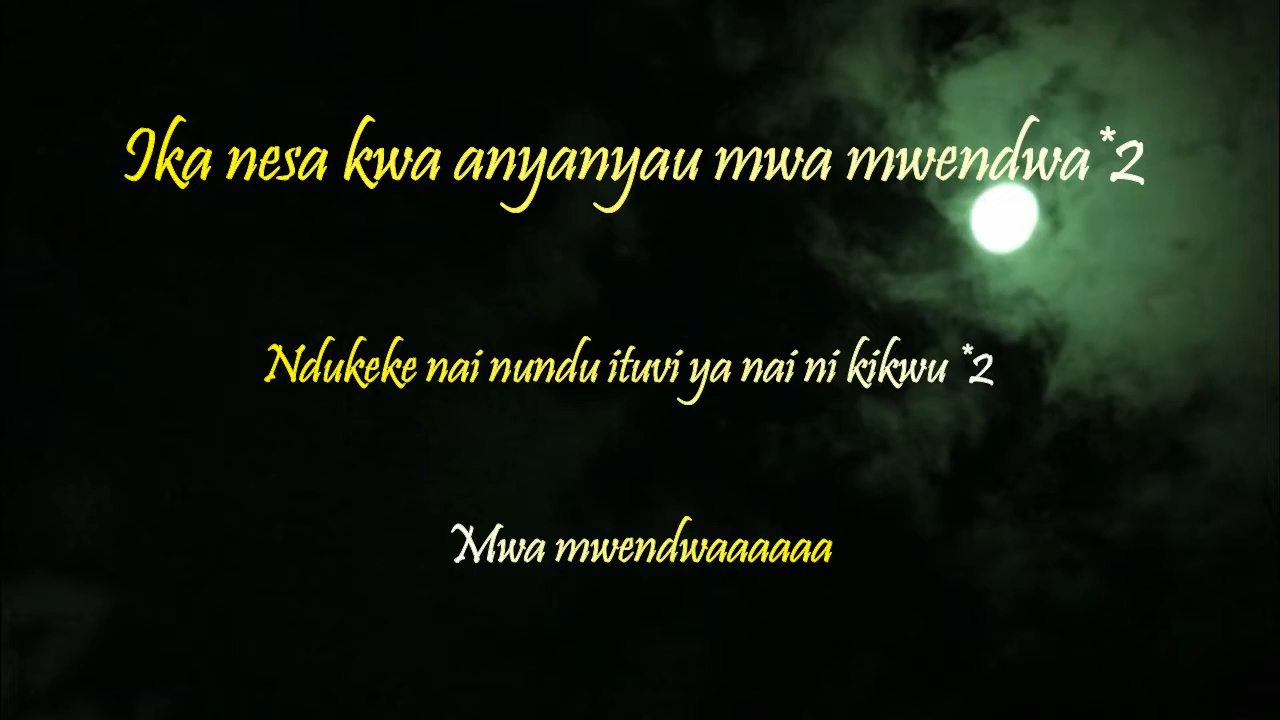 Ika nesa kwa anyanyau mwa mwendwa*2
Ndukeke nai nundu ituvi ya nai ni kikwu *2
Mwa mwendwaaaaaa